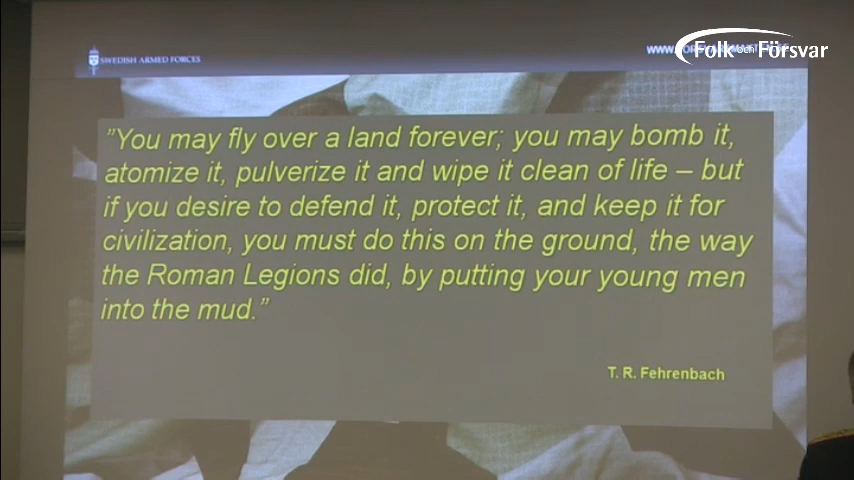 SWEDISH ARMED FORCES
Folk och Försvar
"You may fly over a land forever; you may bomb it,
atomize it, pulverize it and wipe it clean of life – but
if you desire to defend it, protect it, and keep it for
civilization, you must do this on the ground, the way
the Roman Legions did, by putting your young men
into the mud."
T. R. Fehrenbach